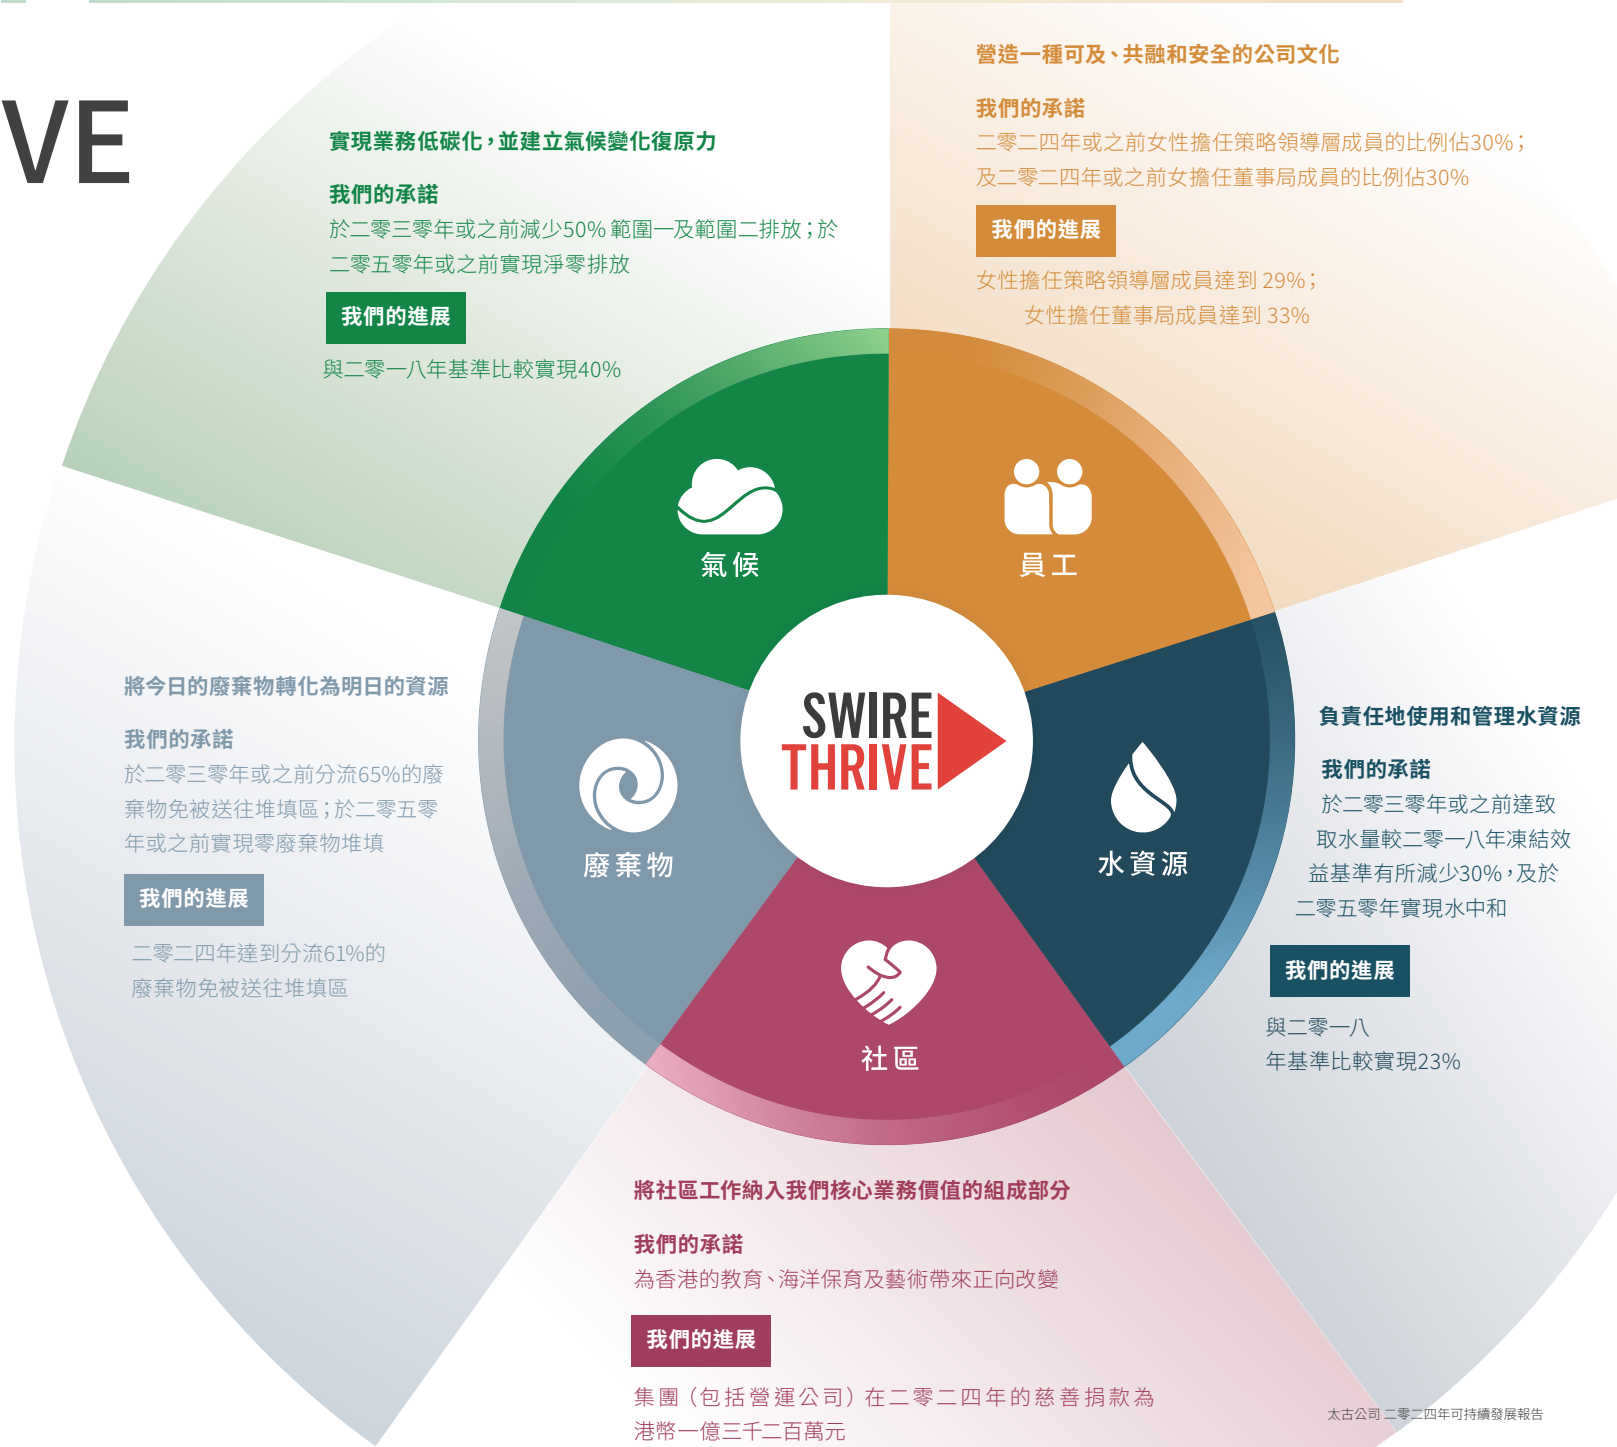 VE
實現業務低碳化，並建立氣候變化復原力
我們的承諾
於二零三零年或之前減少50% 範圍一及範圍二排放；於
二零五零年或之前實現淨零排放
我們的進展
與二零一八年基準比較實現40%
營造一種可及、共融和安全的公司文化
我們的承諾
二零二四年或之前女性擔任策略領導層成員的比例佔30%；
及二零二四年或之前女擔任董事局成員的比例佔30%
我們的進展
女性擔任策略領導層成員達到 29%；
女性擔任董事局成員達到 33%
氣候
員工
SWIRE
THRIVE
廢棄物
水資源
社區
將今日的廢棄物轉化為明日的資源
我們的承諾
於二零三零年或之前分流65%的廢
棄物免被送往堆填區；於二零五零
年或之前實現零廢棄物堆填
我們的進展
二零二四年達到分流61%的
廢棄物免被送往堆填區
負責任地使用和管理水資源
我們的承諾
於二零三零年或之前達致
取水量較二零一八年凍結效
益基準有所減少30%，及於
二零五零年實現水中和
我們的進展
與二零一八
年基準比較實現23%
將社區工作納入我們核心業務價值的組成部分
我們的承諾
為香港的教育、海洋保育及藝術帶來正向改變
我們的進展
集團（包括營運公司）在二零二四年的慈善捐款為
港幣一億三千二百萬元
太古公司 二零二四年可持續發展報告